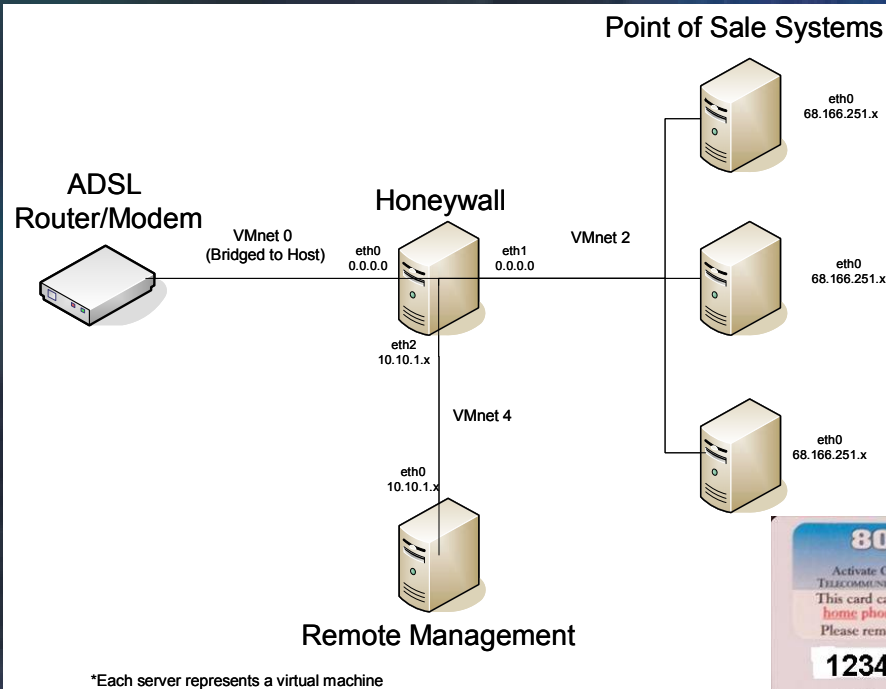 Point of Sale Systems
eth0
68.166.251.x
ADSL
Router/Modem
Honeywall
VMnet 0
(Bridged to Host)
eth0
0.0.0.0
eth1
0.0.0.0
VMnet 2
eth0
68.166.251.x
eth2
10.10.1.x
VMnet 4
eth0
68.166.251.x
eth0
10.10.1.x
Remote Management
*Each server represents a virtual machine
Activate
This card
home
Please
1234